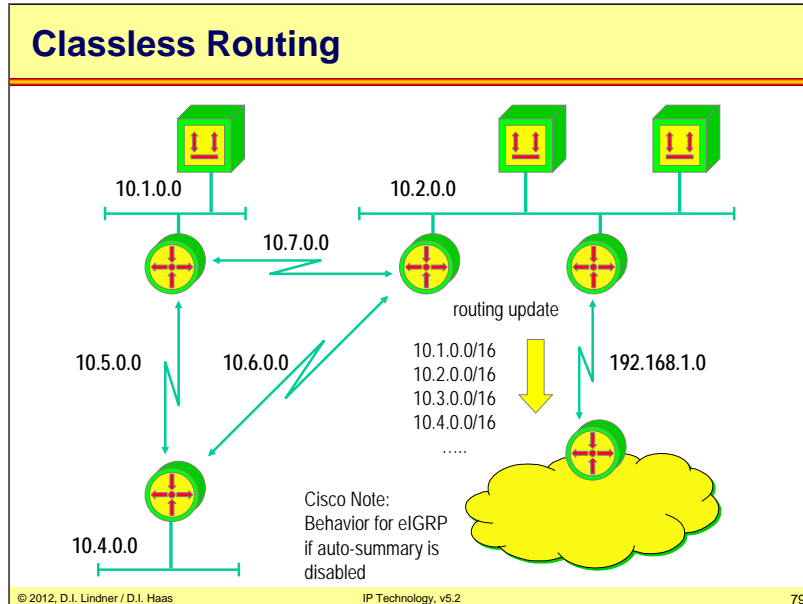 Classless Routing
10.1.0.0
10.2.0.0
10.7.0.0
routing update
10.5.0.0
10.6.0.0
10.1.0.0/16
10.2.0.0/16
10.3.0.0/16
10.4.0.0/16
.....
192.168.1.0
Cisco Note:
Behavior for eIGRP
if auto-summary is
disabled
10.4.0.0
© 2012, D.I. Lindner / D.I. Haas
IP Technology, v5.2
79